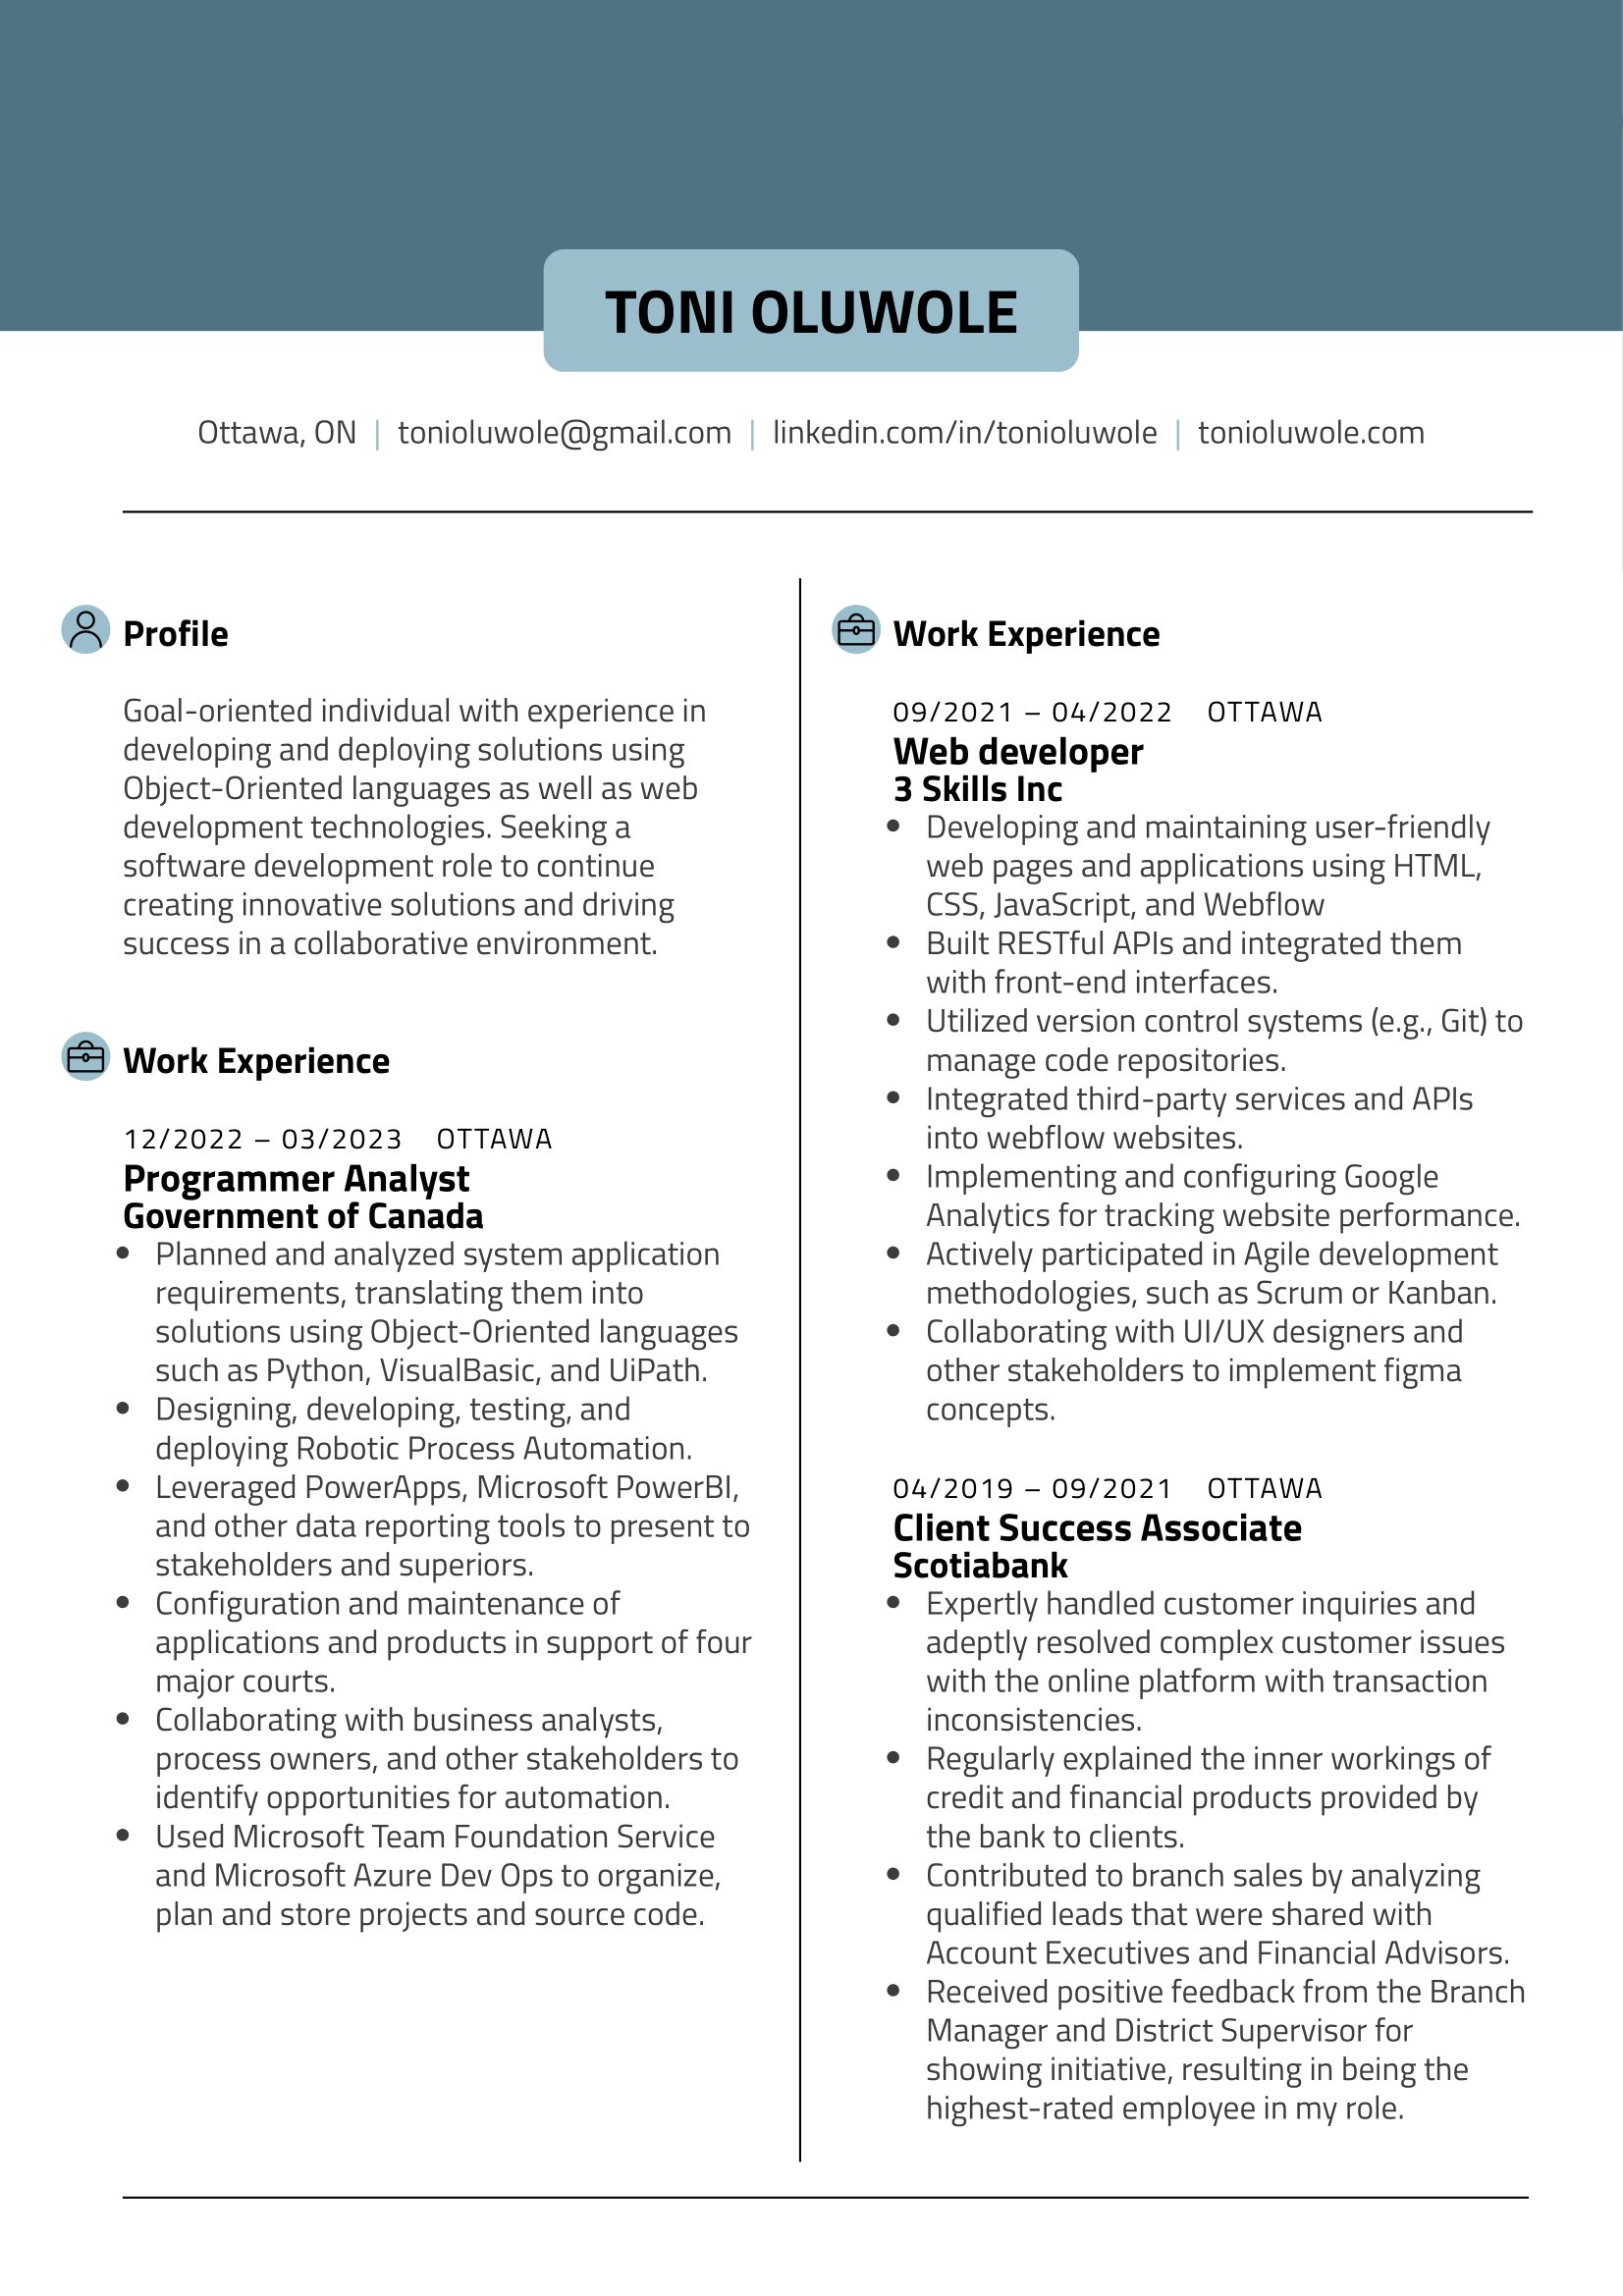 TONI OLUWOLE
Ottawa, ON | tonioluwole@gmail.com | linkedin.com/in/tonioluwole | tonioluwole.com
Profile
Goal-oriented individual with experience in
developing and deploying solutions using
Object-Oriented languages as well as web
development technologies. Seeking a
software development role to continue
creating innovative solutions and driving
success in a collaborative environment.
Work Experience
12/2022 – 03/2023 OTTAWA
Programmer Analyst
Government of Canada
• Planned and analyzed system application
requirements, translating them into
solutions using Object-Oriented languages
such as Python, VisualBasic, and UiPath.
• Designing, developing, testing, and
deploying Robotic Process Automation.
• Leveraged PowerApps, Microsoft PowerBI,
and other data reporting tools to present to
stakeholders and superiors.
• Configuration and maintenance of
applications and products in support of four
major courts.
• Collaborating with business analysts,
process owners, and other stakeholders to
identify opportunities for automation.
• Used Microsoft Team Foundation Service
and Microsoft Azure Dev Ops to organize,
plan and store projects and source code.
Work Experience
09/2021 – 04/2022 OTTAWA
Web developer
3 Skills Inc
• Developing and maintaining user-friendly
web pages and applications using HTML,
CSS, JavaScript, and Webflow
• Built RESTful APIs and integrated them
with front-end interfaces.
• Utilized version control systems (e.g., Git) to
manage code repositories.
• Integrated third-party services and APIs
into webflow websites.
• Implementing and configuring Google
Analytics for tracking website performance.
• Actively participated in Agile development
methodologies, such as Scrum or Kanban.
• Collaborating with UI/UX designers and
other stakeholders to implement figma
concepts.
04/2019 – 09/2021 OTTAWA
Client Success Associate
Scotiabank
• Expertly handled customer inquiries and
adeptly resolved complex customer issues
with the online platform with transaction
inconsistencies.
• Regularly explained the inner workings of
credit and financial products provided by
the bank to clients.
• Contributed to branch sales by analyzing
qualified leads that were shared with
Account Executives and Financial Advisors.
• Received positive feedback from the Branch
Manager and District Supervisor for
showing initiative, resulting in being the
highest-rated employee in my role.